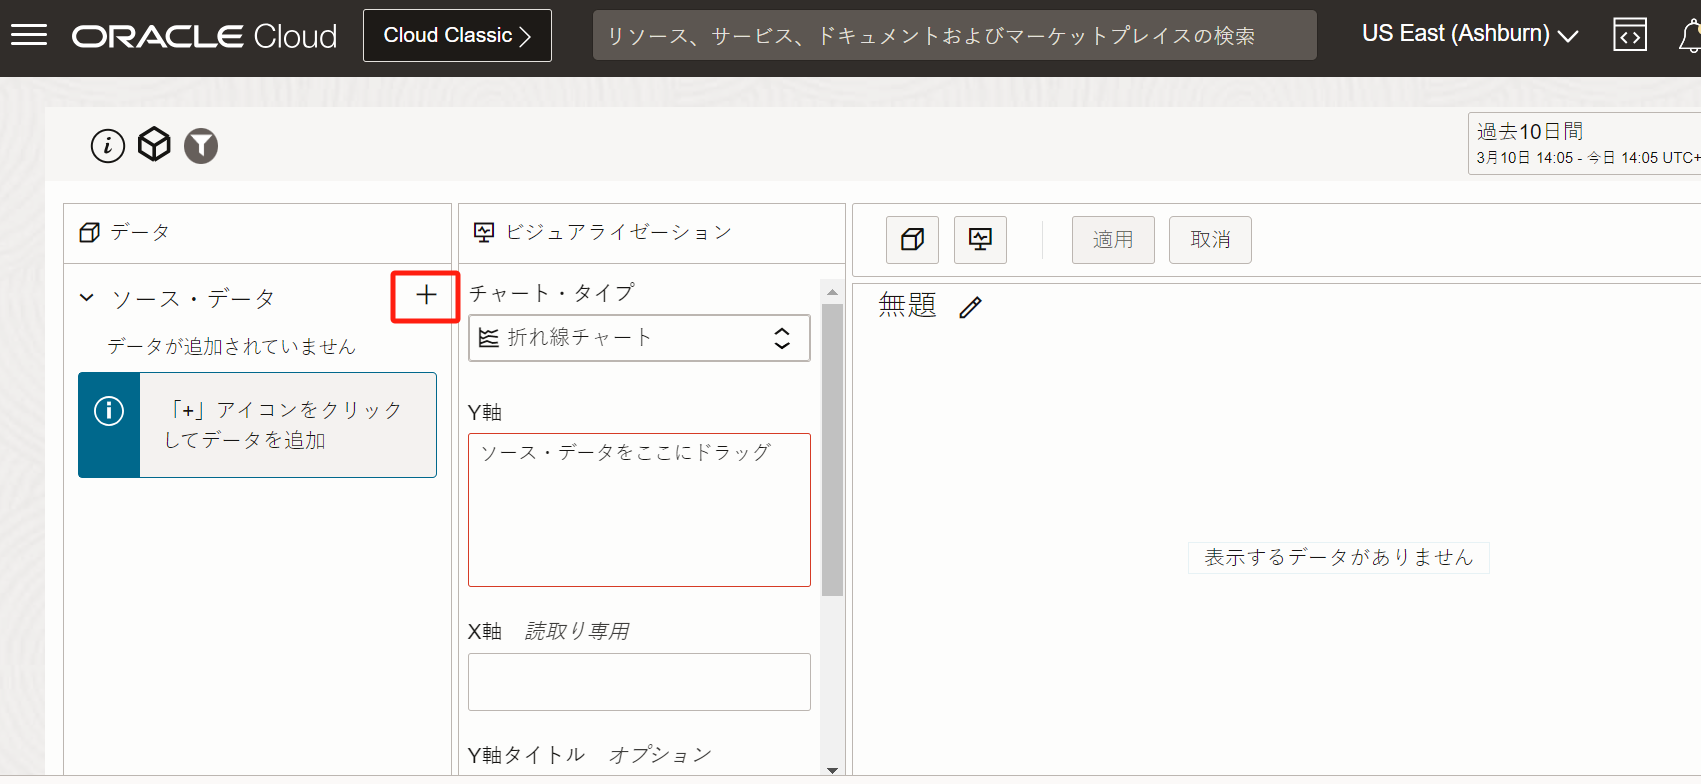 ORACLE Cloud
Cloud Classic
リソース、サービス、ドキュメントおよびマーケットプレイスの検索
US East (Ashburn)
過去10日間
3月10日 14:05 - 今日 14:05 UTC+
データ
ソース・データ
データが追加されていません
「+」アイコンをクリック
してデータを追加
ビジュアライゼーション
チャート・タイプ
折れ線チャート
Y軸
ソース・データをここにドラッグ
X軸 読取り専用
Y軸タイトル オプション
適用
取消
無題
表示するデータがありません